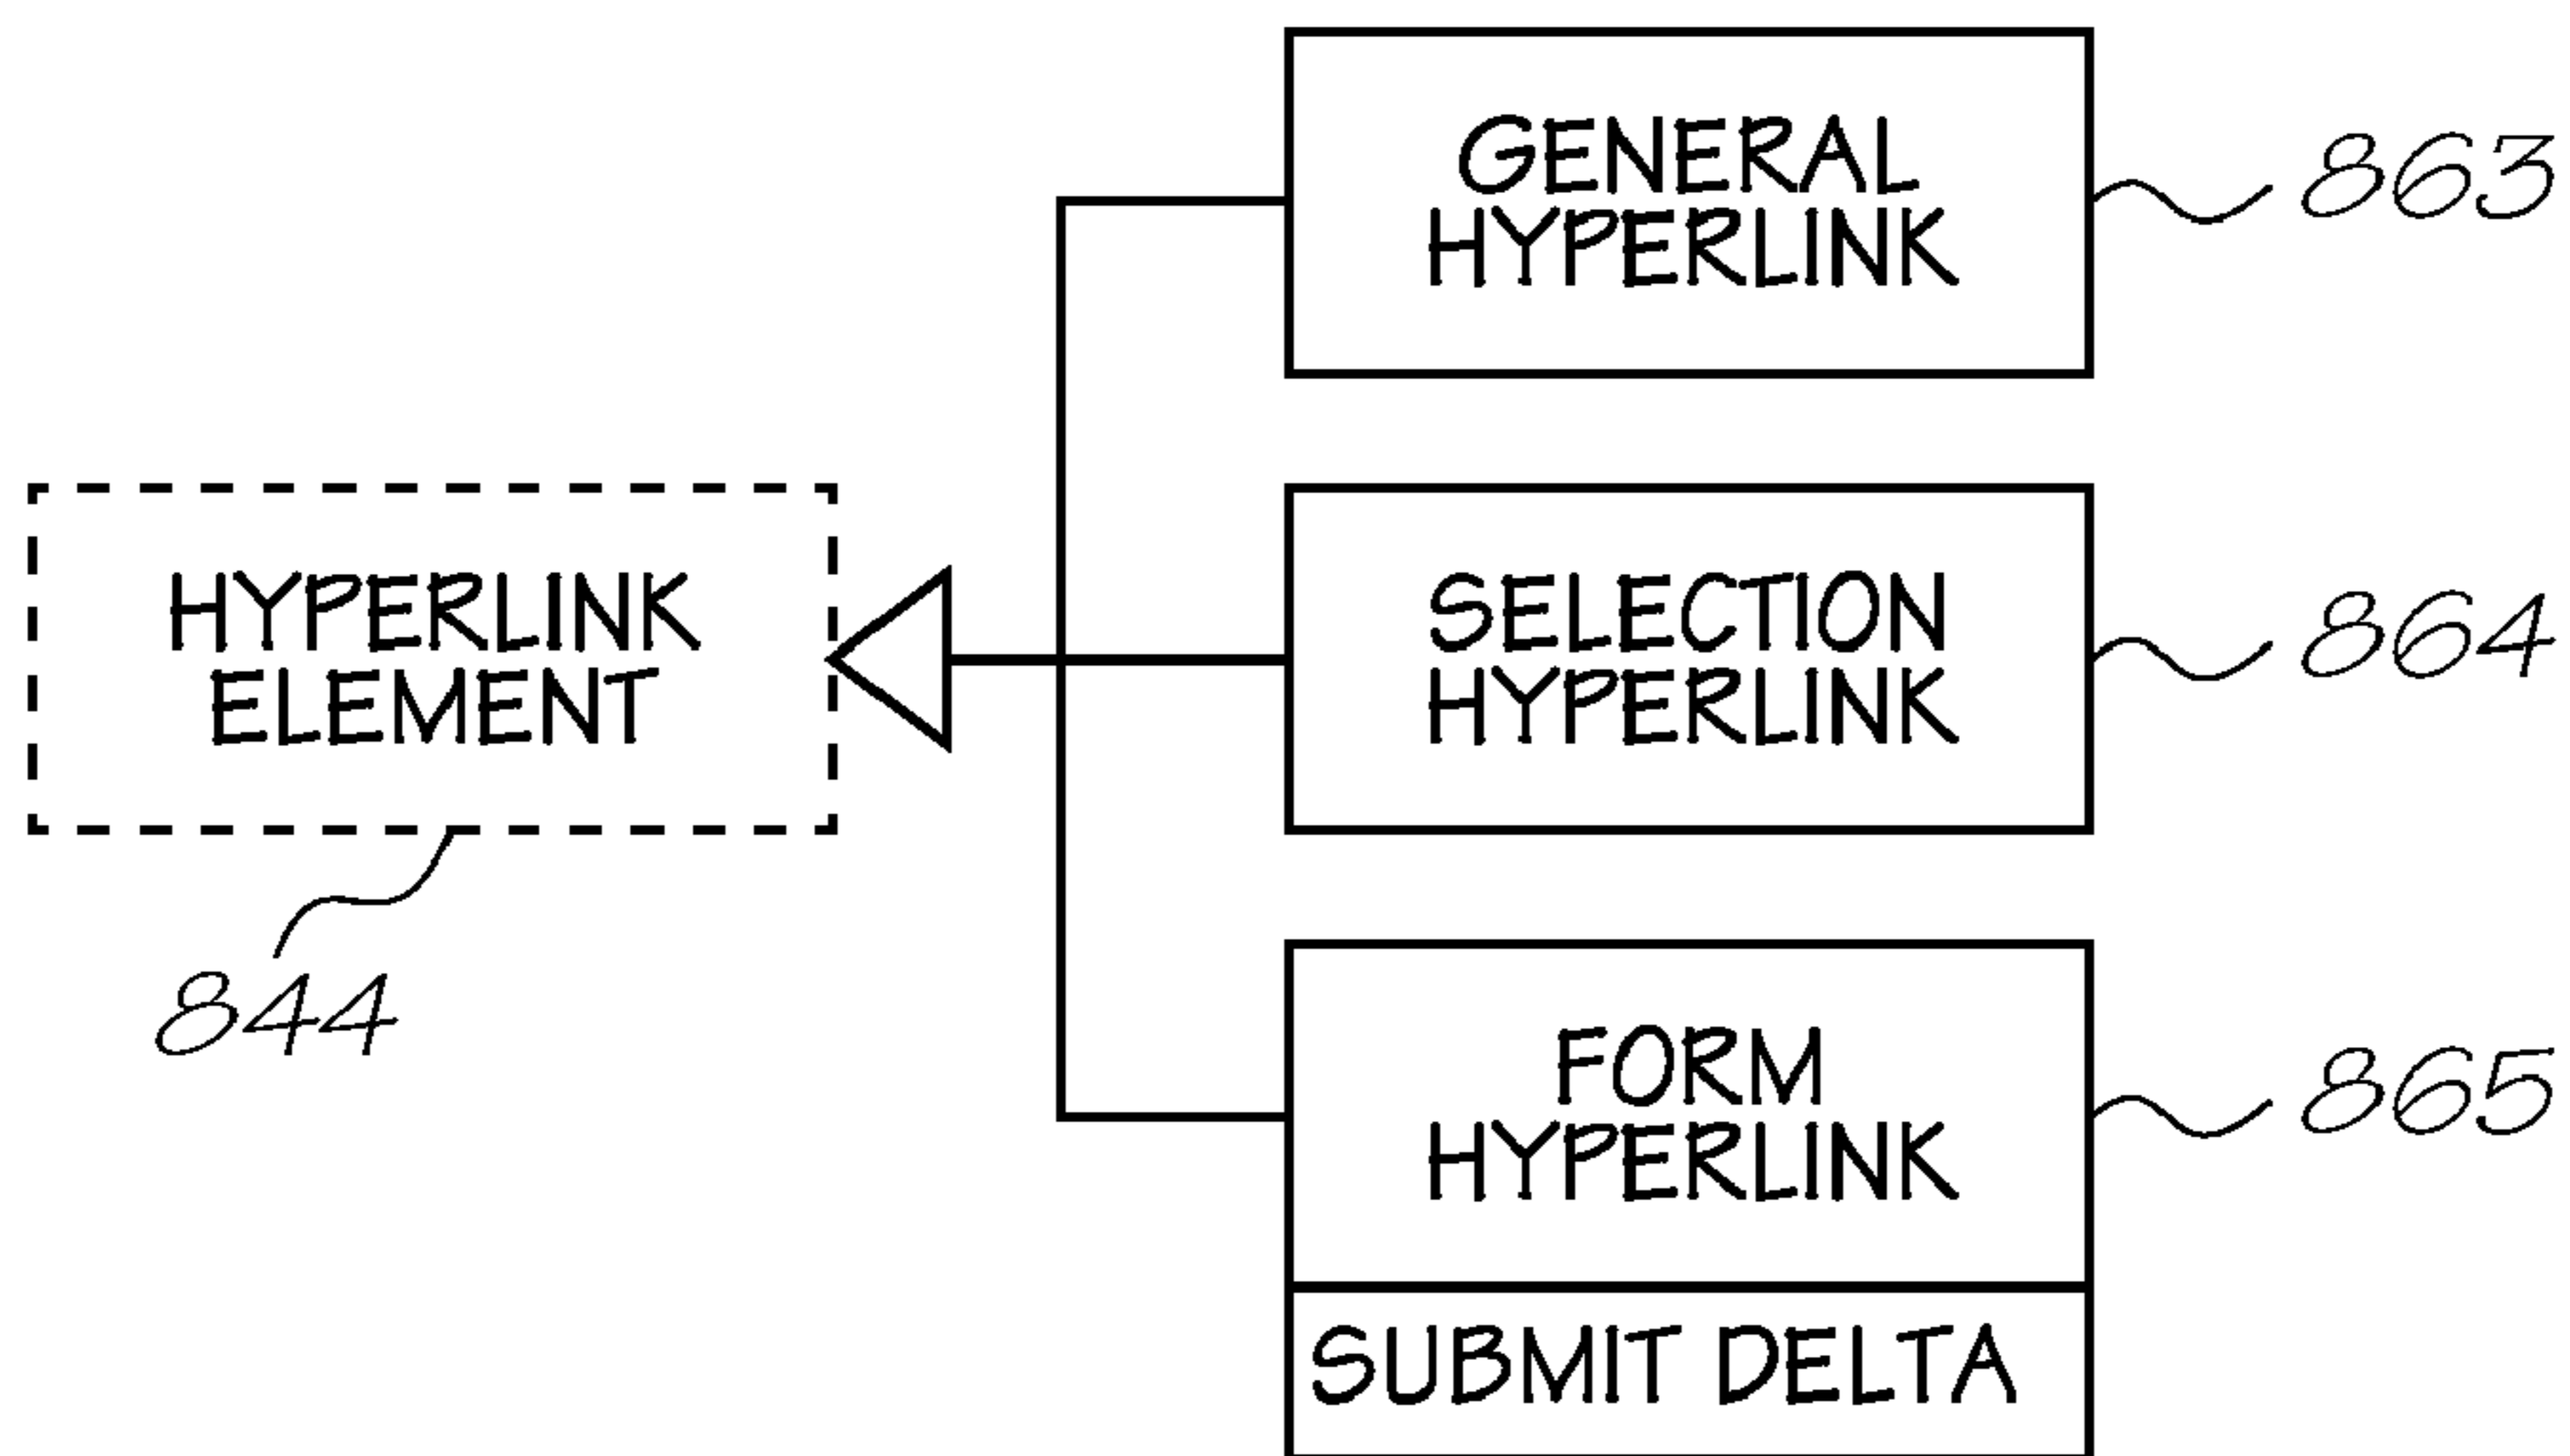 GENERAL
HYPERLINK
863
HYPERLINK
ELEMENT
844
SELECTION
HYPERLINK
864
FORM
HYPERLINK
865
SUBMIT DELTA